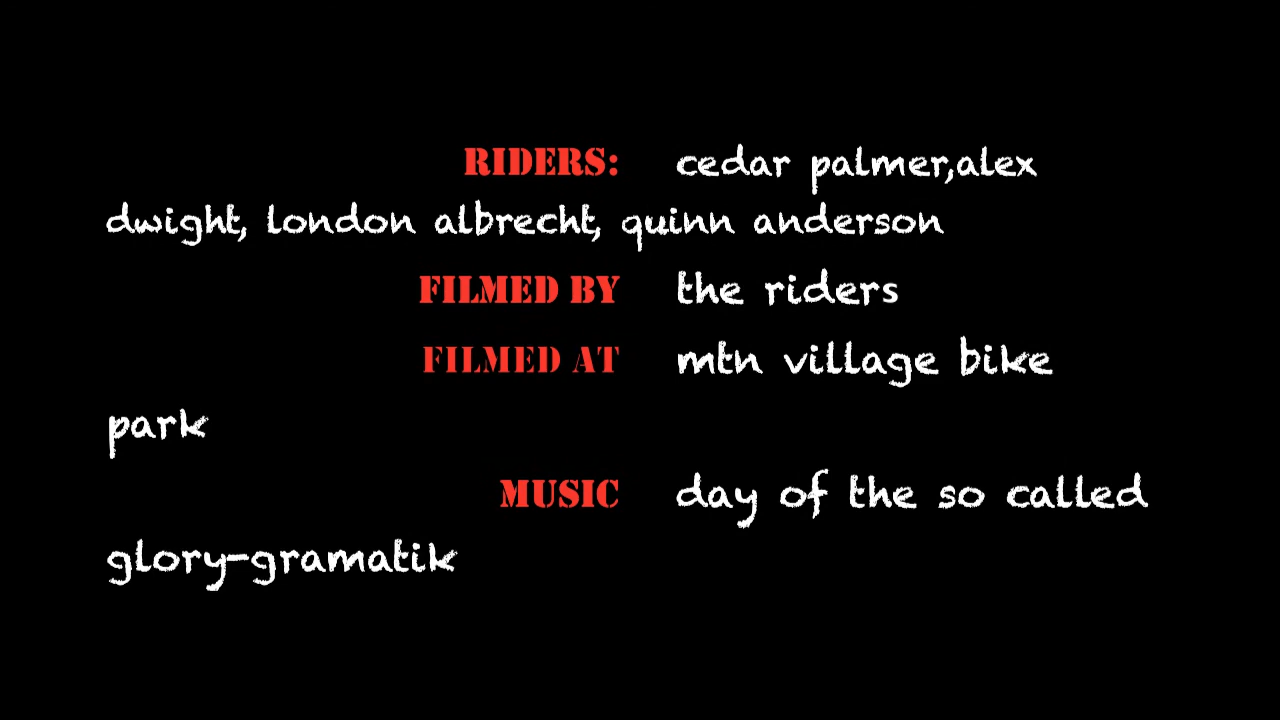 RIDERS: cedar palmer,alex
dwight, london albrecht, quinn anderson
FILMED BY the riders
FILMED AT mtn village bike
park
MUSIC day of the so called
glory-gramatik